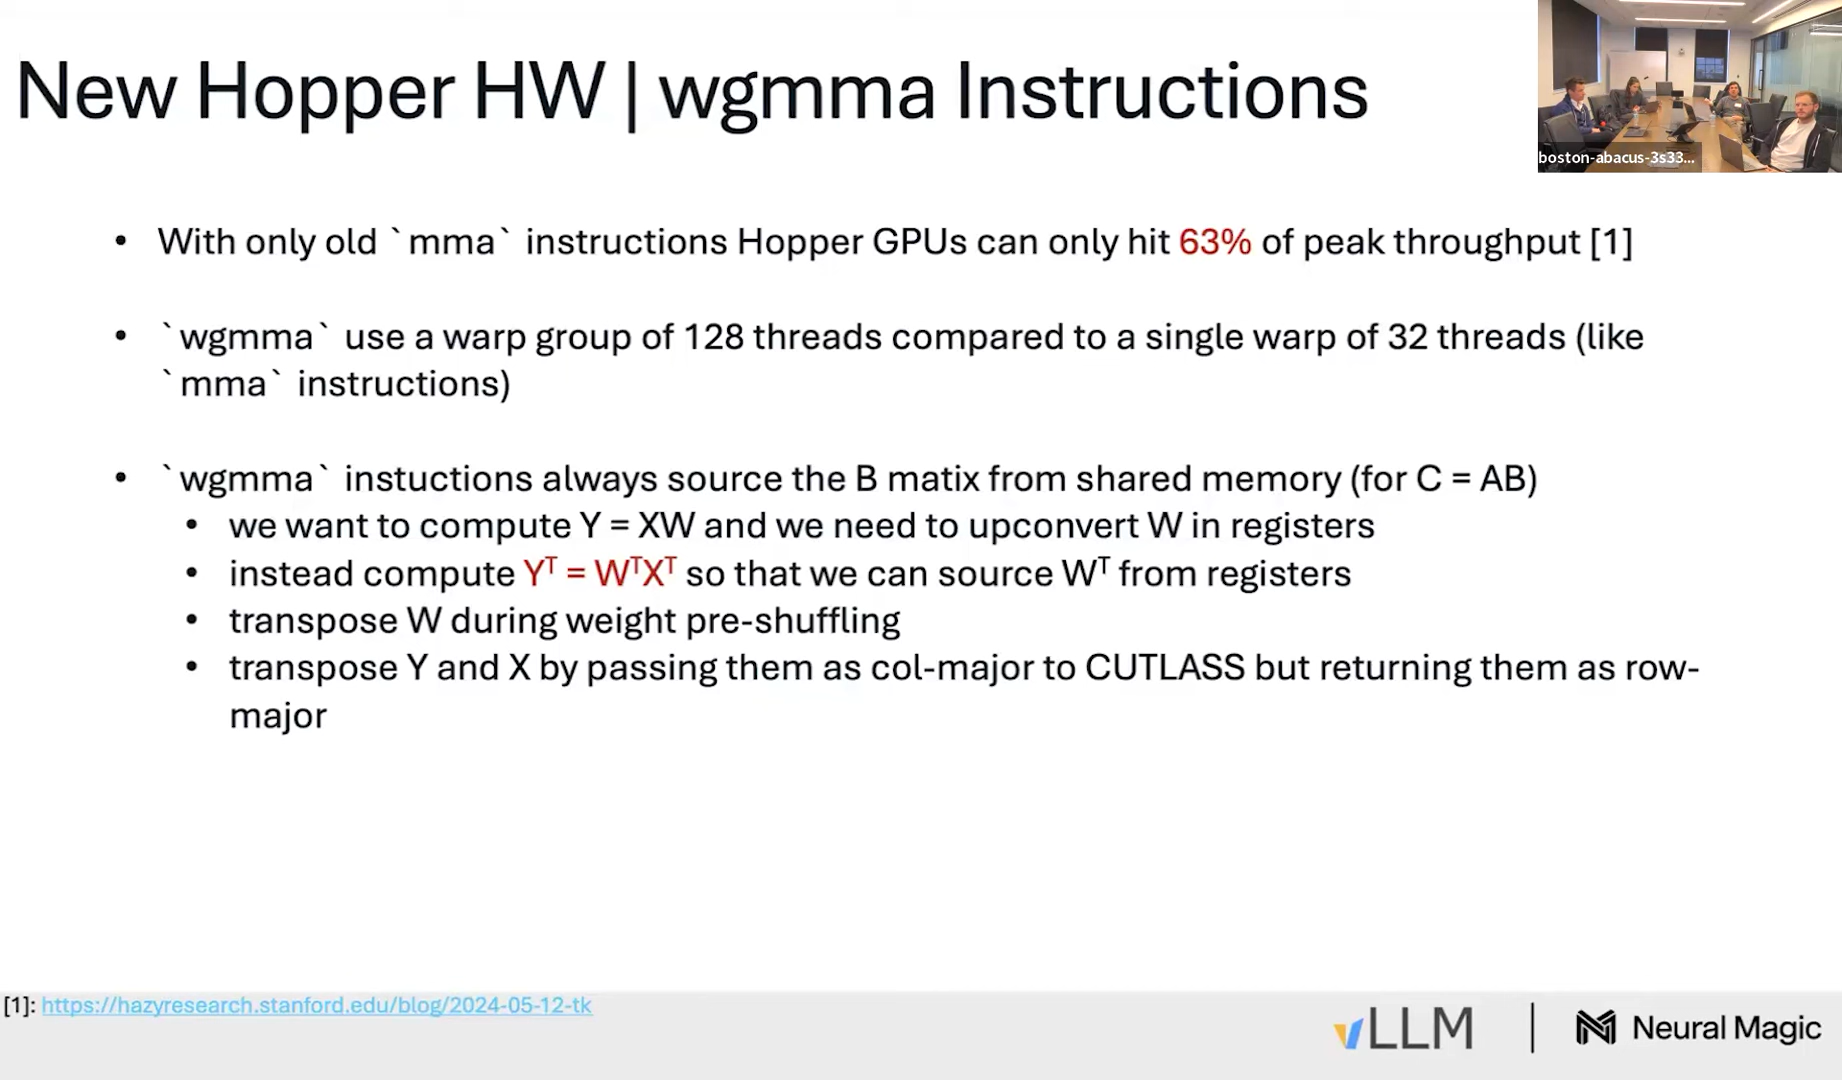 New Hopper HW | wgmma Instructions
boston-abacus-3s33...
• With only old `mma` instructions Hopper GPUs can only hit 63% of peak throughput [1]
• `wgmma` use a warp group of 128 threads compared to a single warp of 32 threads (like
`mma` instructions)
• `wgmma` instuctions always source the B matix from shared memory (for C = AB)
• we want to compute Y = XW and we need to upconvert W in registers
• instead compute Yᵀ = WᵀXᵀ so that we can source Wᵀ from registers
• transpose W during weight pre-shuffling
• transpose Y and X by passing them as col-major to CUTLASS but returning them as row-
major
[1]: https://hazyresearch.stanford.edu/blog/2024-05-12-tk
vLLM | Neural Magic